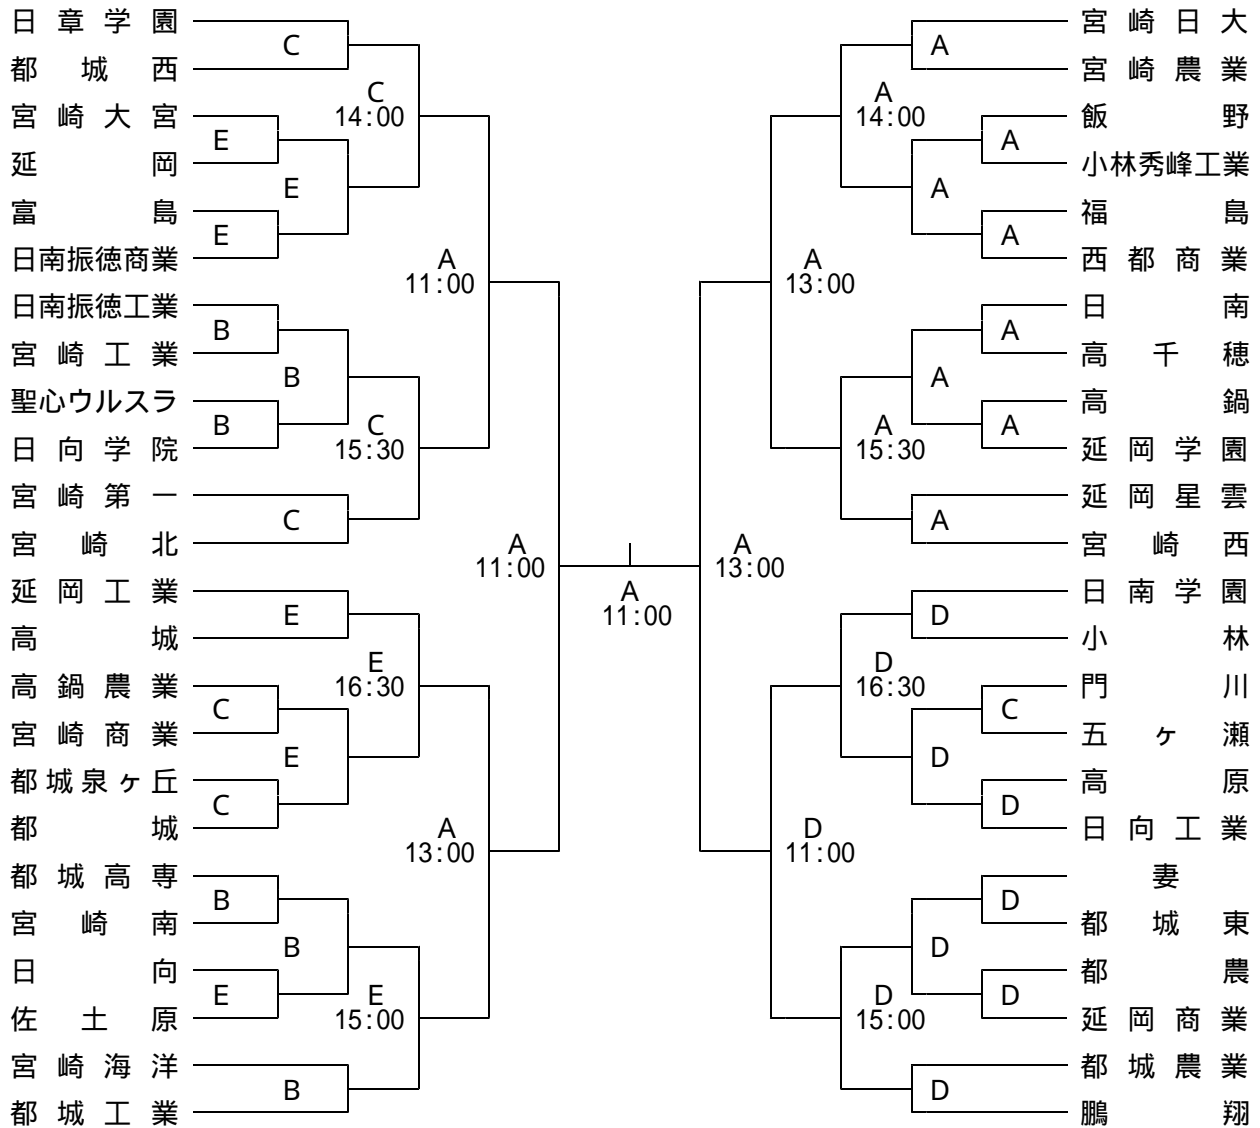 日章学園
都城西
宮崎大宮
延岡
富島
日南振徳商業
日南振徳工業
宮崎工業
聖心ウルスラ
日向学院
宮崎第一
宮崎北
延岡工業
高城
高鍋農業
宮崎商業
都城泉ヶ丘
都城
都城高専
宮崎南
日向
佐土原
宮崎海洋
都城工業
C
E
E
B
B
C
E
C
C
B
E
B
E
B
E
B
C
14:00
C
15:30
E
16:30
E
15:00
A
11:00
A
13:00
A
11:00
A
11:00
A
13:00
A
13:00
D
11:00
A
14:00
A
15:30
D
16:30
D
15:00
A
A
A
A
A
A
A
A
D
D
C
D
D
D
D
D
宮崎日大
宮崎農業
飯野
小林秀峰工業
福島
西都商業
日南
高千穂
高鍋
延岡学園
延岡星雲
宮崎西
日南学園
小林
門川
五ヶ瀬
高原
日向工業
妻
都城東
都農
延岡商業
都城農業
鵬翔